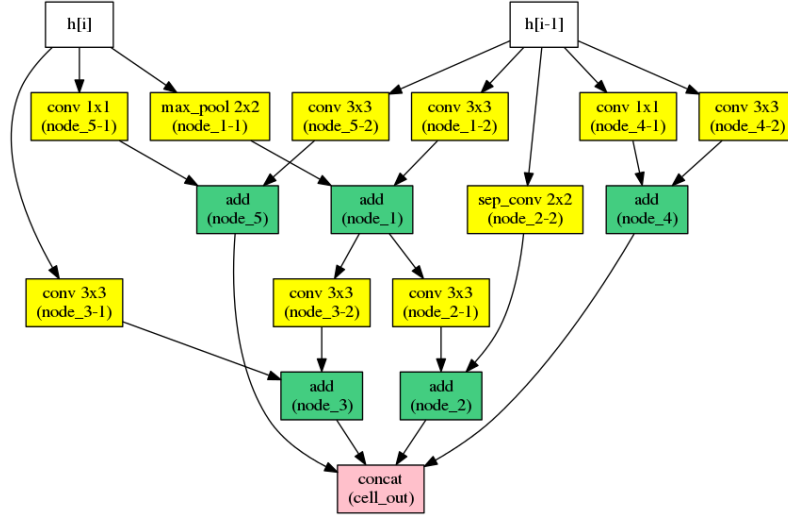 h[i]
h[i-1]
conv 1x1
(node_5-1)
max_pool 2x2
(node_1-1)
conv 3x3
(node_5-2)
conv 3x3
(node_1-2)
conv 1x1
(node_4-1)
conv 3x3
(node_4-2)
add
(node_5)
add
(node_1)
sep_conv 2x2
(node_2-2)
add
(node_4)
conv 3x3
(node_3-1)
conv 3x3
(node_3-2)
conv 3x3
(node_2-1)
add
(node_3)
add
(node_2)
concat
(cell_out)